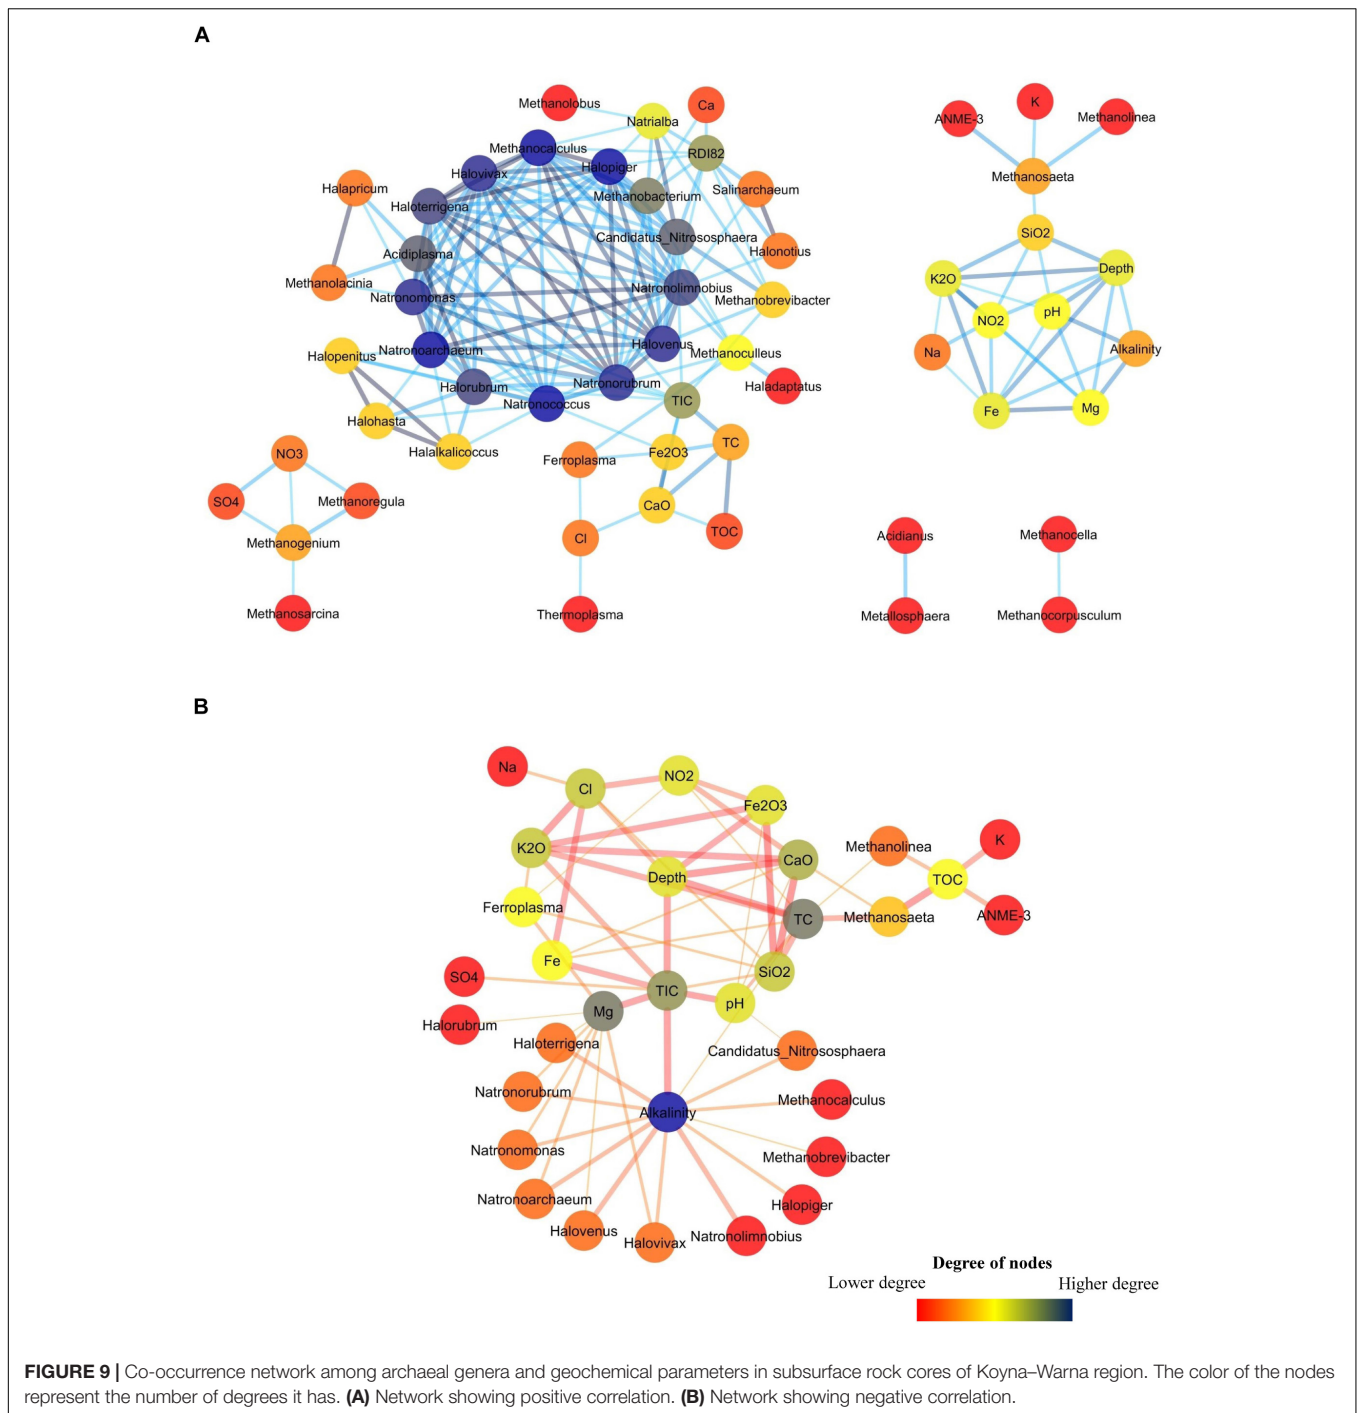 A
Methanolobus
Ca
Natrialba
Methanocalculus
RDI82
Halopiger
Halovivax
Methanobacterium
Salinarchaeum
Halapricum
Haloterrigena
Candidatus_Nitrososphaera
Halonotius
Acidiplasma
Methanolacinia
Natronomonas
Natronolimnobius
Methanobrevibacter
Halopenitus
Natronoarchaeum
Halovenus
Methanoculleus
Halorubrum
Natronorubrum
Haladaptatus
Natronococcus
TIC
Halohasta
Halalkalicoccus
Ferroplasma
Fe2O3
TC
CaO
TOC
Cl
Thermoplasma
NO3
SO4
Methanoregula
Methanogenium
Methanosarcina
ANME-3
K
Methanolinea
Methanosaeta
SiO2
K2O
Depth
NO2
pH
Na
Alkalinity
Fe
Mg
Acidianus
Metallosphaera
Methanocella
Methanocorpusculum
B
Na
Cl
NO2
Fe2O3
K2O
CaO
Methanolinea
K
Depth
TOC
Ferroplasma
TC
Methanosaeta
ANME-3
Fe
SiO2
SO4
TIC
pH
Mg
Halorubrum
Haloterrigena
Candidatus_Nitrososphaera
Natronorubrum
Alkalinity
Methanocalculus
Natronomonas
Methanobrevibacter
Natronoarchaeum
Halopiger
Halovenus
Halovivax
Natronolimnobius
Degree of nodes
Lower degree
Higher degree
FIGURE 9 | Co-occurrence network among archaeal genera and geochemical parameters in subsurface rock cores of Koyna–Warna region. The color of the nodes
represent the number of degrees it has. (A) Network showing positive correlation. (B) Network showing negative correlation.